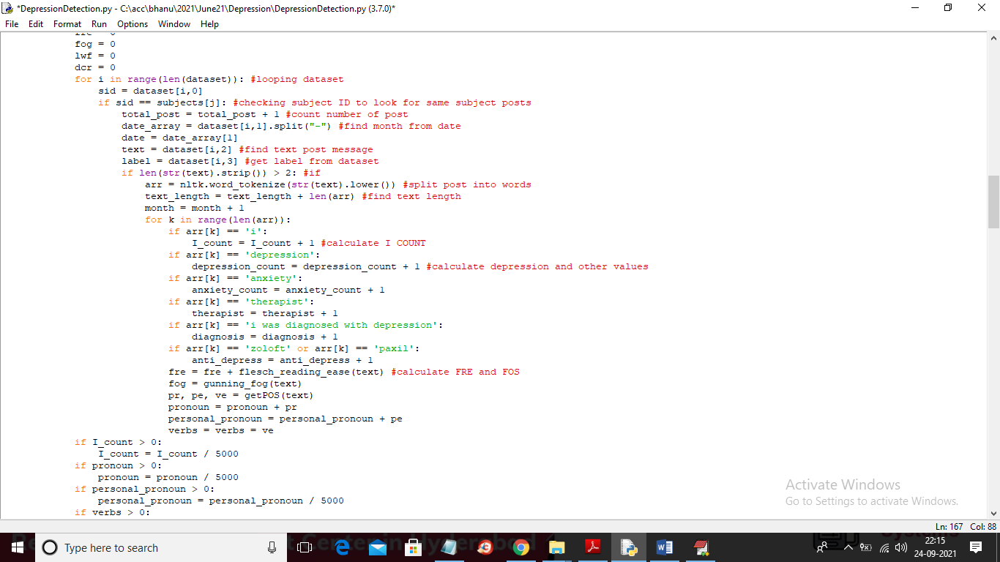 *DepressionDetection.py - C:\acc\bhanu\2021\June21\Depression\DepressionDetection.py (3.7.0)*
File Edit Format Run Options Window Help
fog = 0
lwf = 0
dcr = 0
for i in range(len(dataset)): #looping dataset
sid = dataset[i,0]
if sid == subjects[j]: #checking subject ID to look for same subject posts
total_post = total_post + 1 #count number of post
date_array = dataset[i,1].split("-") #find month from date
date = date_array[1]
text = dataset[i,2] #find text post message
label = dataset[i,3] #get label from dataset
if len(str(text).strip()) > 2: #if
arr = nltk.word_tokenize(str(text).lower()) #split post into words
text_length = text_length + len(arr) #find text length
month = month + 1
for k in range(len(arr)):
if arr[k] == 'i':
I_count = I_count + 1 #calculate I COUNT
if arr[k] == 'depression':
depression_count = depression_count + 1 #calculate depression and other values
if arr[k] == 'anxiety':
anxiety_count = anxiety_count + 1
if arr[k] == 'therapist':
therapist = therapist + 1
if arr[k] == 'i was diagnosed with depression':
diagnosis = diagnosis + 1
if arr[k] == 'zoloft' or arr[k] == 'paxil':
anti_depress = anti_depress + 1
fre = fre + flesch_reading_ease(text) #calculate FRE and FOS
fog = gunning_fog(text)
pr, pe, ve = getPOS(text)
pronoun = pronoun + pr
personal_pronoun = personal_pronoun + pe
verbs = verbs = ve
if I_count > 0:
I_count = I_count / 5000
if pronoun > 0:
pronoun = pronoun / 5000
if personal_pronoun > 0:
personal_pronoun = personal_pronoun / 5000
if verbs > 0:
Activate Windows
Go to Settings to activate Windows.
Ln: 167 Col: 88
Type here to search
22:15
24-09-2021